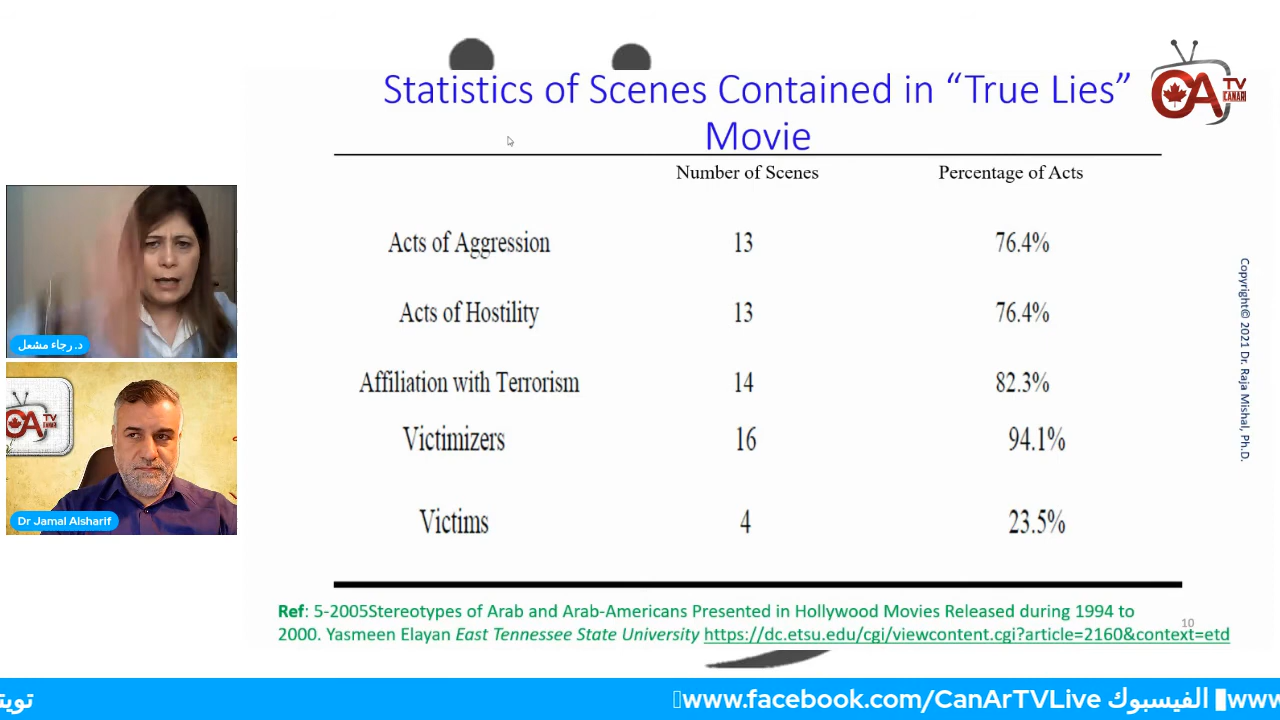 Statistics of Scenes Contained in “True Lies”
Movie
TV
CANAR
Number of Scenes Percentage of Acts
Acts of Aggression 13 76.4%
Acts of Hostility 13 76.4%
Affiliation with Terrorism 14 82.3%
Victimizers 16 94.1%
Victims 4 23.5%
Ref: 5-2005Stereotypes of Arab and Arab-Americans Presented in Hollywood Movies Released during 1994 to
2000. Yasmeen Elayan East Tennessee State University https://dc.etsu.edu/cgi/viewcontent.cgi?article=2160&context=etd
10
Copyright© 2021 Dr. Raja Mishal, Ph.D.
د. رجاء مشعل
CA TV
CANAR
Dr Jamal Alsharif
www.facebook.com/CanArTVLive الفيسبوك
www